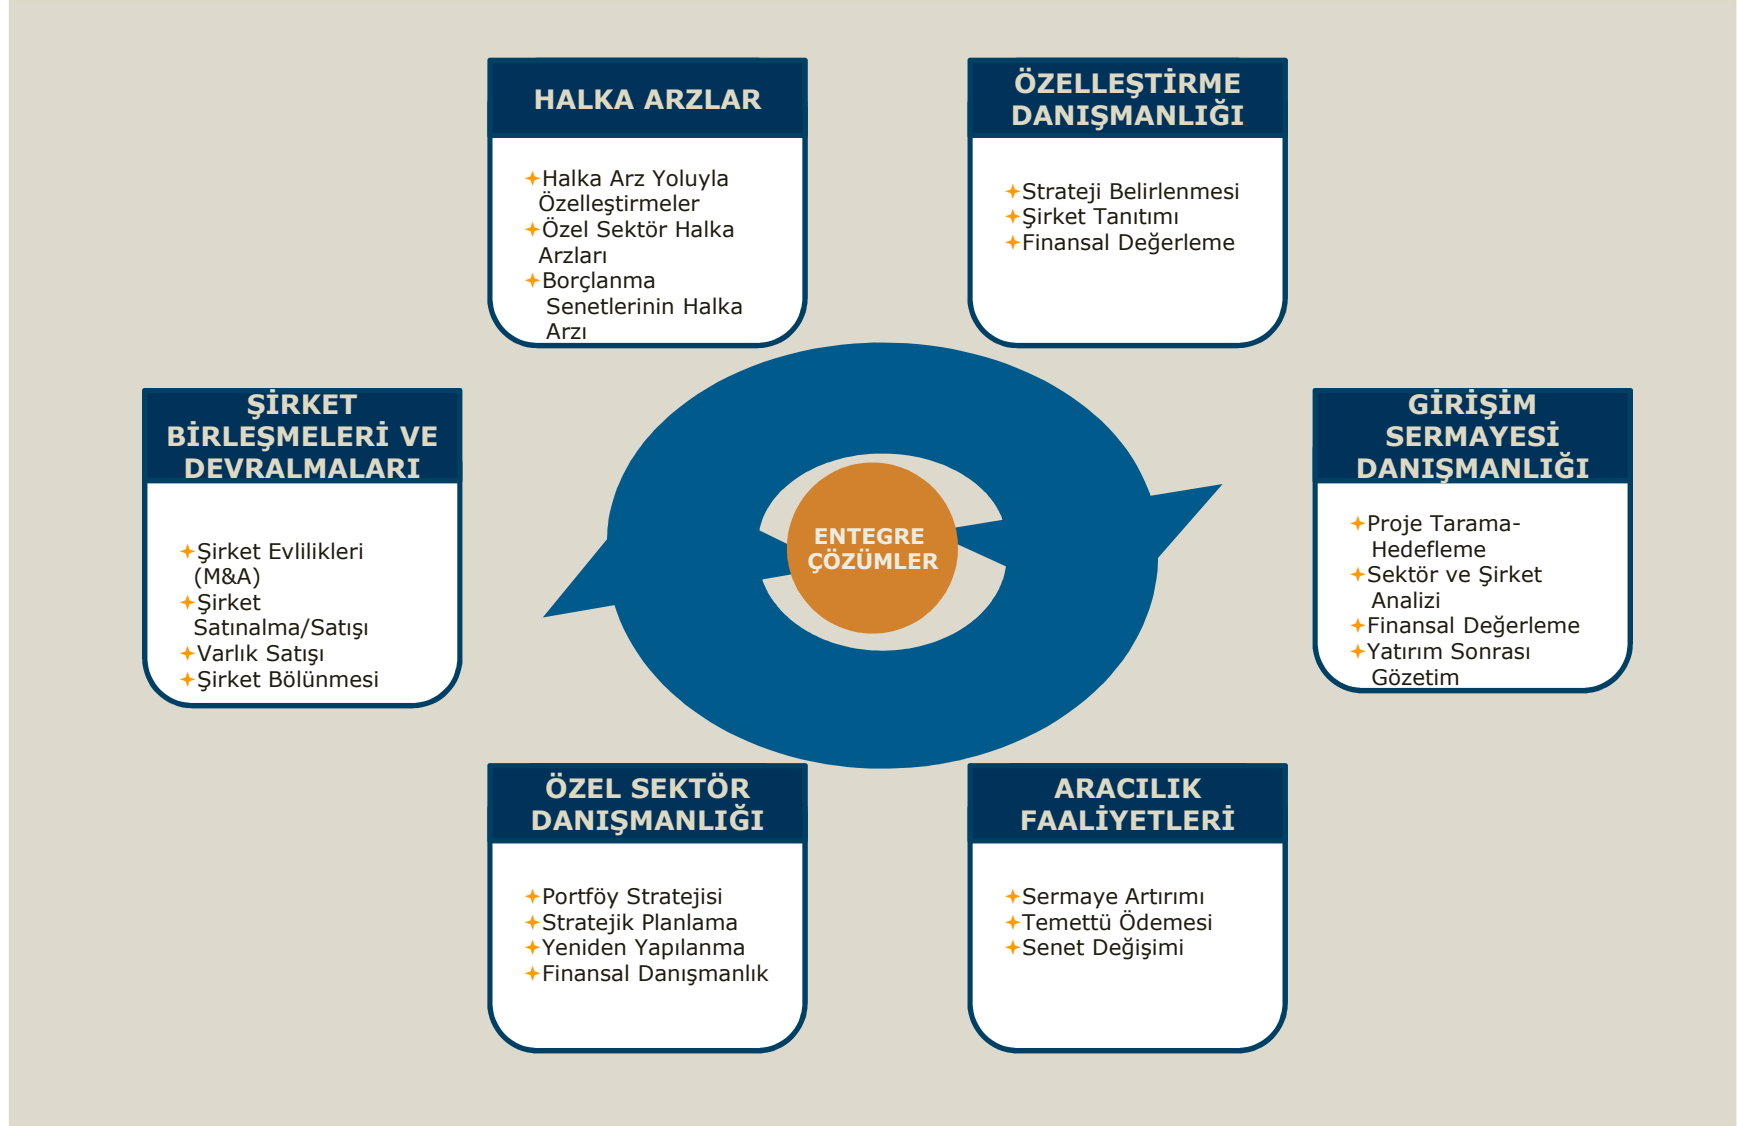 HALKA ARZLAR
✦Halka Arz Yoluyla
Özelleştirmeler
✦Özel Sektör Halka
Arzları
✦Borçlanma
Senetlerinin Halka
Arzı
ÖZELLEŞTİRME
DANIŞMANLIĞI
✦Strateji Belirlenmesi
✦Şirket Tanıtımı
✦Finansal Değerleme
ŞİRKET
BİRLEŞMELERİ VE
DEVRALMALARI
✦Şirket Evlilikleri
(M&A)
✦Şirket
Satınalma/Satışı
✦Varlık Satışı
✦Şirket Bölünmesi
ENTEGRE
ÇÖZÜMLER
GİRİŞİM
SERMAYESİ
DANIŞMANLIĞI
✦Proje Tarama-
Hedefleme
✦Sektör ve Şirket
Analizi
✦Finansal Değerleme
✦Yatırım Sonrası
Gözetim
ÖZEL SEKTÖR
DANIŞMANLIĞI
✦Portföy Stratejisi
✦Stratejik Planlama
✦Yeniden Yapılanma
✦Finansal Danışmanlık
ARACILIK
FAALİYETLERİ
✦Sermaye Artırımı
✦Temettü Ödemesi
✦Senet Değişimi